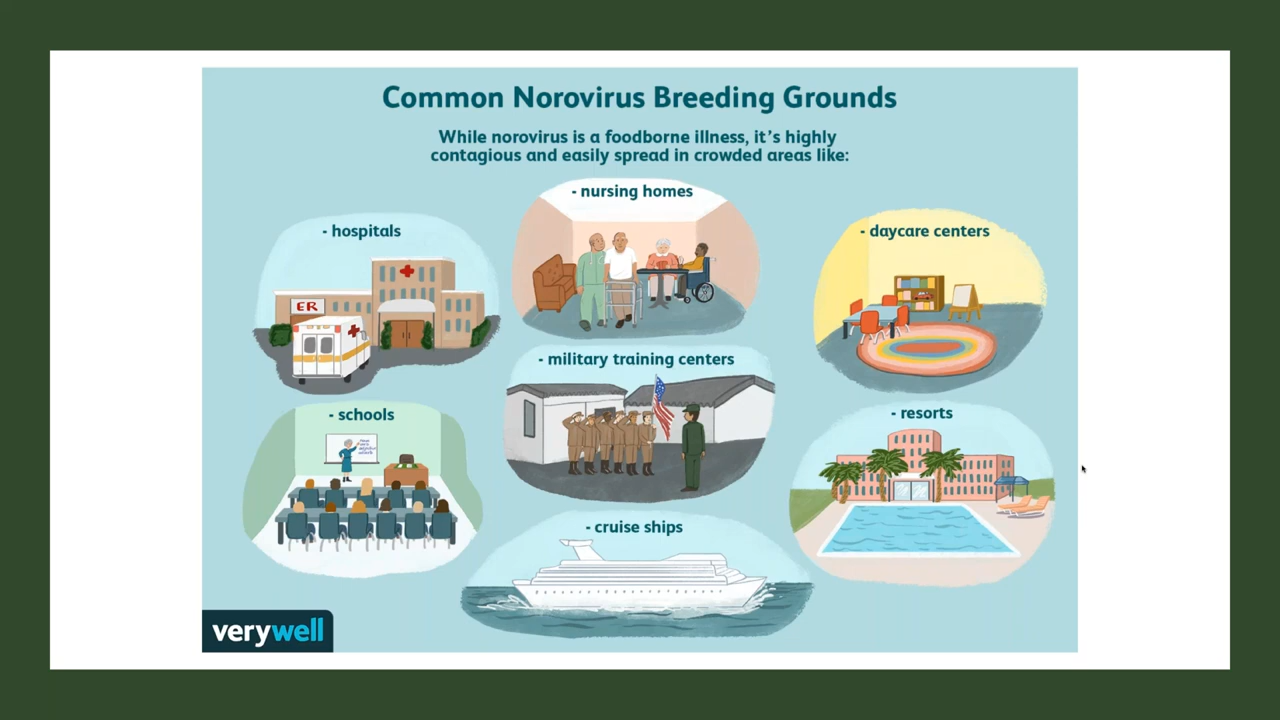 Common Norovirus Breeding Grounds
While norovirus is a foodborne illness, it's highly
contagious and easily spread in crowded areas like:
- nursing homes
- hospitals
- daycare centers
ER
- military training centers
- schools
- resorts
- cruise ships
verywell